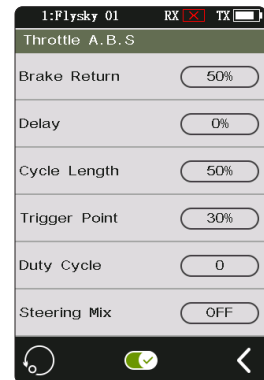 1:Flysky 01 RX TX
Throttle A.B.S
Brake Return 50%
Delay 0%
Cycle Length 50%
Trigger Point 30%
Duty Cycle 0
Steering Mix OFF